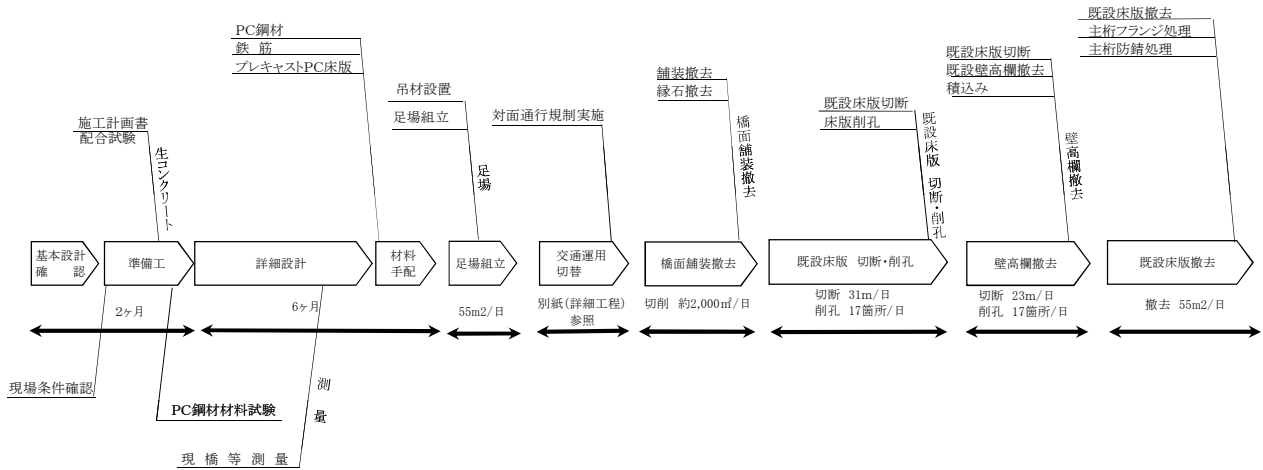 PC鋼材
鉄 筋
プレキャストPC床版
施工計画書
配合試験
生コンクリート
吊材設置
足場組立
足場
対面通行規制実施
舗装撤去
縁石撤去
橋面舗装撤去
既設床版切断
床版削孔
既設床版 切断・削孔
既設床版切断
既設壁高欄撤去
積込み
壁高欄撤去
既設床版撤去
主桁フランジ処理
主桁防錆処理
基本設計
確 認
準備工
詳細設計
材料
手配
足場組立
交通運用
切替
橋面舗装撤去
既設床版 切断・削孔
壁高欄撤去
既設床版撤去
2ヶ月
6ヶ月
55m2/日
別紙(詳細工程)
参照
切削 約2,000㎡/日
切断 31m/日
削孔 17箇所/日
切断 23m/日
削孔 17箇所/日
撤去 55m2/日
現場条件確認
PC鋼材材料試験
測量
現橋等測量